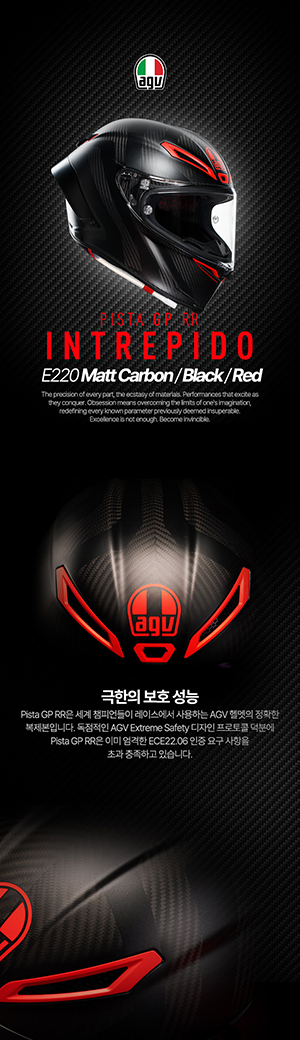 agv
PISTA GP RR
INTREPIDO
E220 Matt Carbon / Black / Red
The precision of every part, the ecstasy of materials. Performances that excite as
they conquer. Obsession means overcoming the limits of one's imagination,
redefining every known parameter previously deemed insuperable.
Excellence is not enough. Become invincible.
agv
극한의 보호 성능
Pista GP RR은 세계 챔피언들이 레이스에서 사용하는 AGV 헬멧의 정확한
복제본입니다. 독점적인 AGV Extreme Safety 디자인 프로토콜 덕분에
Pista GP RR은 이미 엄격한 ECE22.06 인증 요구 사항을
초과 충족하고 있습니다.